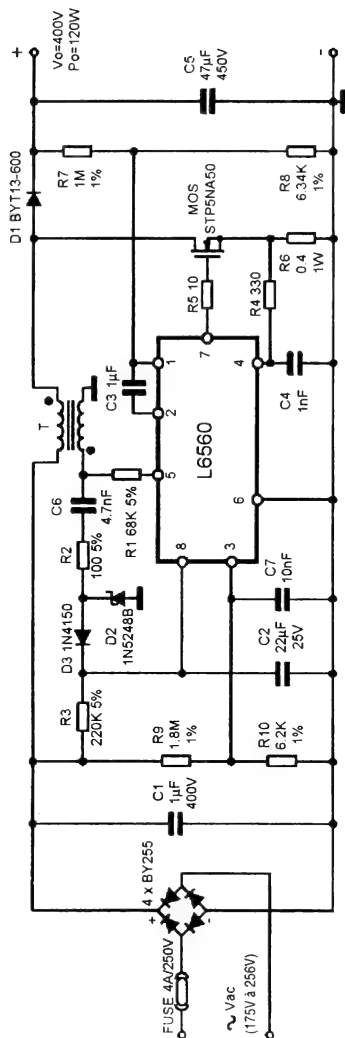 FUSE 4A/250V
~ Vac
(175V à 256V)
+
-
4 x BY255
C1
1µF
400V
R3
220K 5%
D3 1N4150
D2
1N5248B
R2
100 5%
C6
4.7nF
T
R9
1.8M
1%
R10
6.2K
1%
C2
22µF
25V
C7
10nF
R1 68K 5%
C3 1µF
L6560
8
3
5
6
2
1
7
4
R5 10
MOS
STP5NA50
R4 330
C4
1nF
R6
0.4
1W
D1 BYT13-600
R7
1M
1%
R8
6.34K
1%
C5
47µF
450V
+
Vo=400V
Po=120W
-